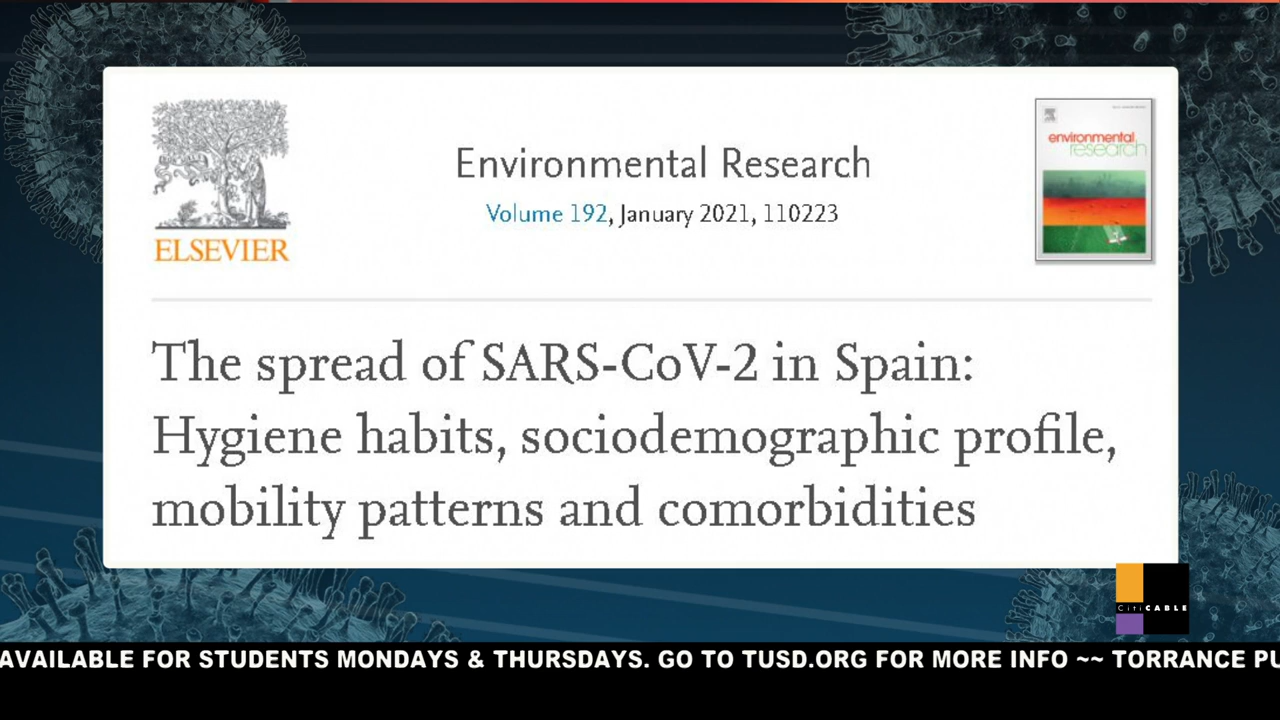 ELSEVIER
Environmental Research
Volume 192, January 2021, 110223
environmental
research
The spread of SARS-CoV-2 in Spain:
Hygiene habits, sociodemographic profile,
mobility patterns and comorbidities
CitiCABLE
AVAILABLE FOR STUDENTS MONDAYS & THURSDAYS. GO TO TUSD.ORG FOR MORE INFO ~~ TORRANCE PU